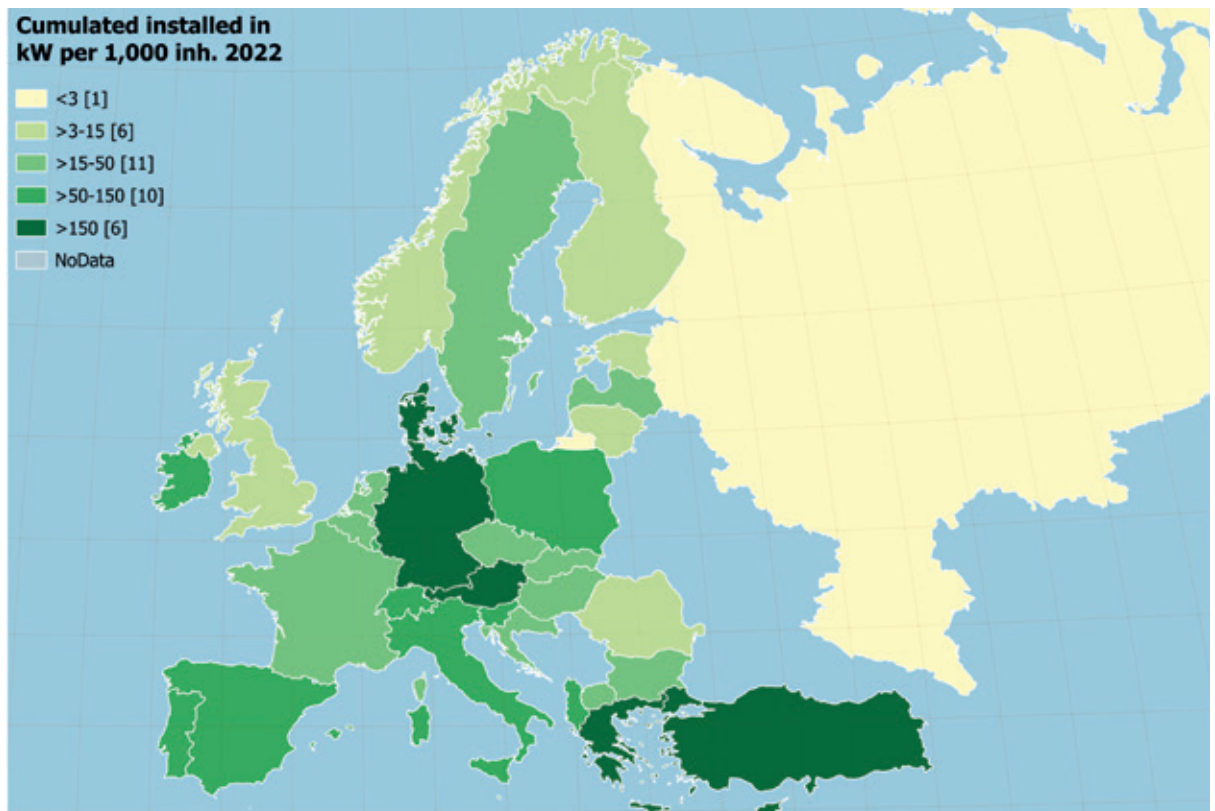 Cumulated installed in
kW per 1,000 inh. 2022
<3 [1]
>3-15 [6]
>15-50 [11]
>50-150 [10]
>150 [6]
NoData